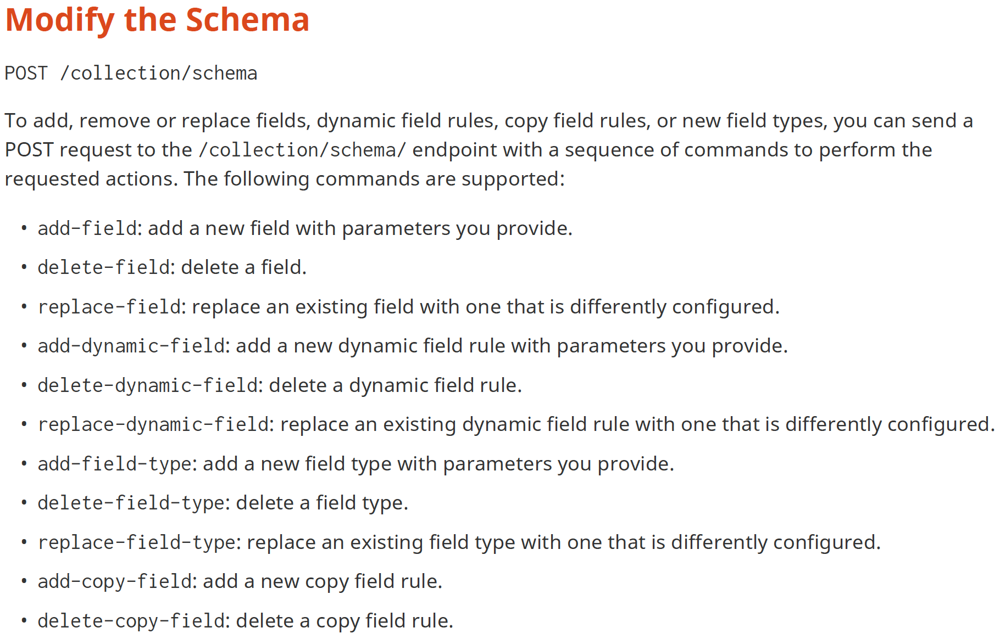 Modify the Schema
POST /collection/schema
To add, remove or replace fields, dynamic field rules, copy field rules, or new field types, you can send a
POST request to the /collection/schema/ endpoint with a sequence of commands to perform the
requested actions. The following commands are supported:
• add-field: add a new field with parameters you provide.
• delete-field: delete a field.
• replace-field: replace an existing field with one that is differently configured.
• add-dynamic-field: add a new dynamic field rule with parameters you provide.
• delete-dynamic-field: delete a dynamic field rule.
• replace-dynamic-field: replace an existing dynamic field rule with one that is differently configured.
• add-field-type: add a new field type with parameters you provide.
• delete-field-type: delete a field type.
• replace-field-type: replace an existing field type with one that is differently configured.
• add-copy-field: add a new copy field rule.
• delete-copy-field: delete a copy field rule.